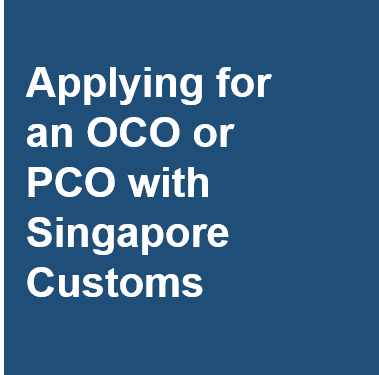 Applying for
an OCO or
PCO with
Singapore
Customs